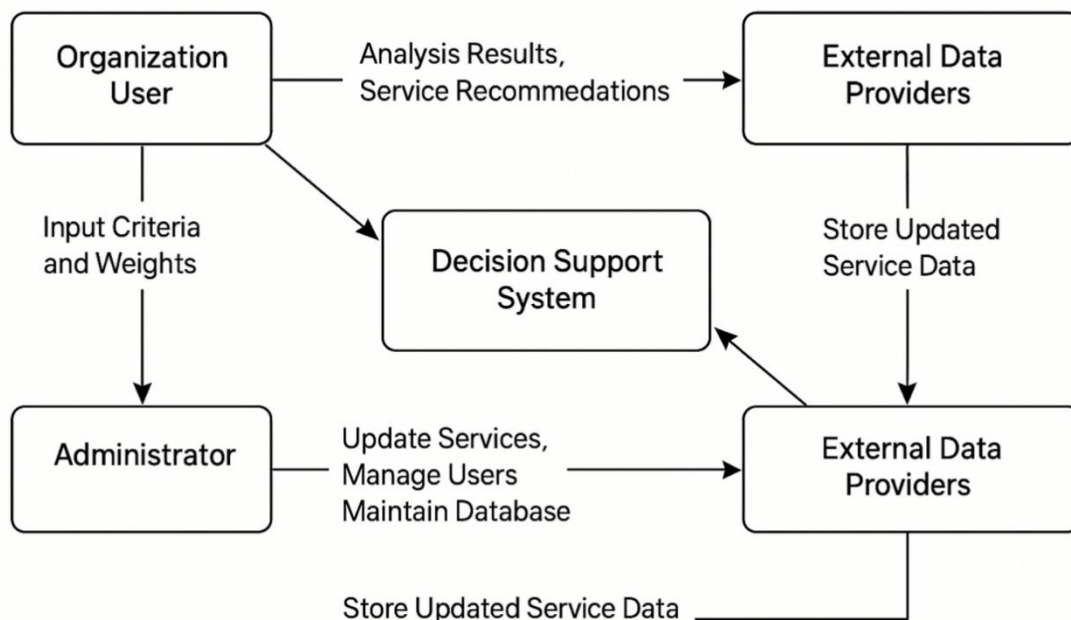 Organization
User
Analysis Results,
Service Recommedations
External Data
Providers
Input Criteria
and Weights
Decision Support
System
Store Updated
Service Data
Administrator
Update Services,
Manage Users
Maintain Database
External Data
Providers
Store Updated Service Data